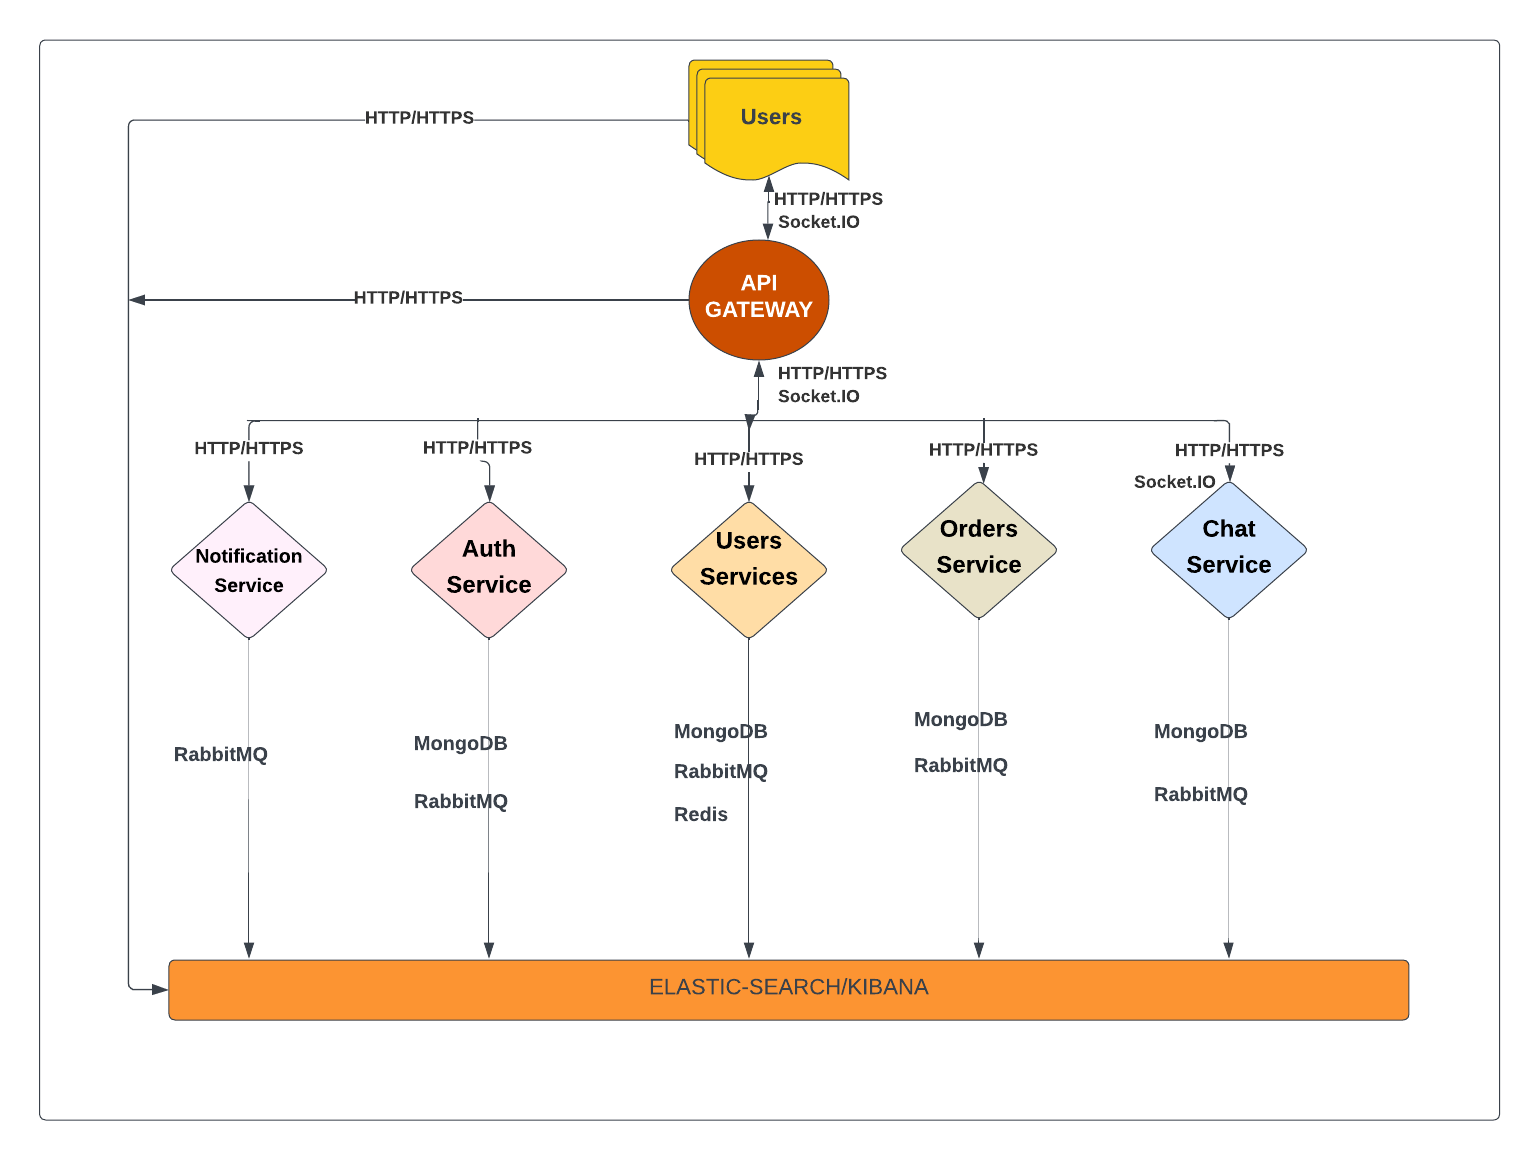 Users
HTTP/HTTPS
HTTP/HTTPS
Socket.IO
API
GATEWAY
HTTP/HTTPS
HTTP/HTTPS
Socket.IO
HTTP/HTTPS
HTTP/HTTPS
HTTP/HTTPS
HTTP/HTTPS
HTTP/HTTPS
Socket.IO
Notification
Service
Auth
Service
Users
Services
Orders
Service
Chat
Service
RabbitMQ
MongoDB
RabbitMQ
MongoDB
RabbitMQ
Redis
MongoDB
RabbitMQ
MongoDB
RabbitMQ
ELASTIC-SEARCH/KIBANA